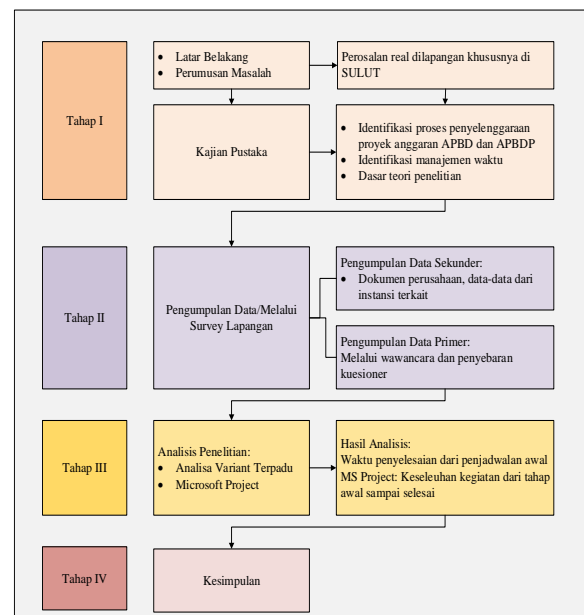 Tahap I
• Latar Belakang
• Perumusan Masalah
Perosalan real dilapangan khususnya di
SULUT
Kajian Pustaka
• Identifikasi proses penyelenggaraan
proyek anggaran APBD dan APBDP
• Identifikasi manajemen waktu
• Dasar teori penelitian
Tahap II
Pengumpulan Data/Melalui
Survey Lapangan
Pengumpulan Data Sekunder:
• Dokumen perusahaan, data-data dari
instansi terkait
Pengumpulan Data Primer:
Melalui wawancara dan penyebaran
kuesioner
Tahap III
Analisis Penelitian:
• Analisa Variant Terpadu
• Microsoft Project
Hasil Analisis:
Waktu penyelesaian dari penjadwalan awal
MS Project: Keseleuhan kegiatan dari tahap
awal sampai selesai
Tahap IV
Kesimpulan